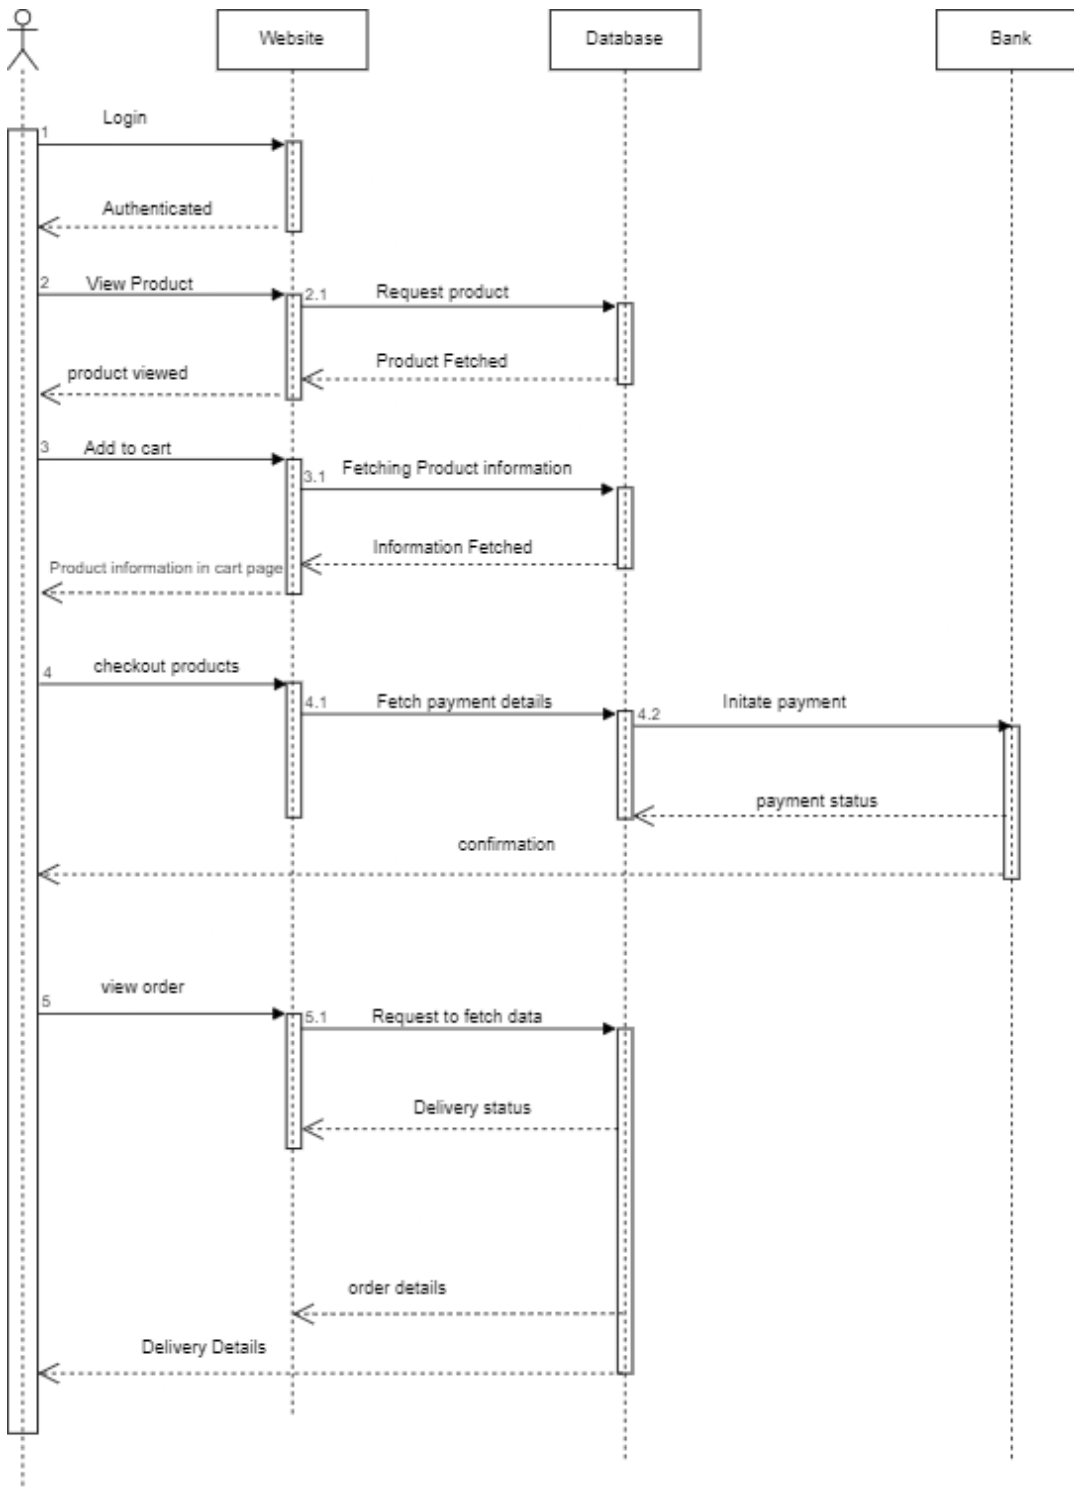 Website
Database
Bank
Login
1
Authenticated
2
View Product
2.1
Request product
Product Fetched
product viewed
3
Add to cart
3.1
Fetching Product information
Information Fetched
Product information in cart page
4
checkout products
4.1
Fetch payment details
4.2
Initate payment
payment status
confirmation
5
view order
5.1
Request to fetch data
Delivery status
order details
Delivery Details